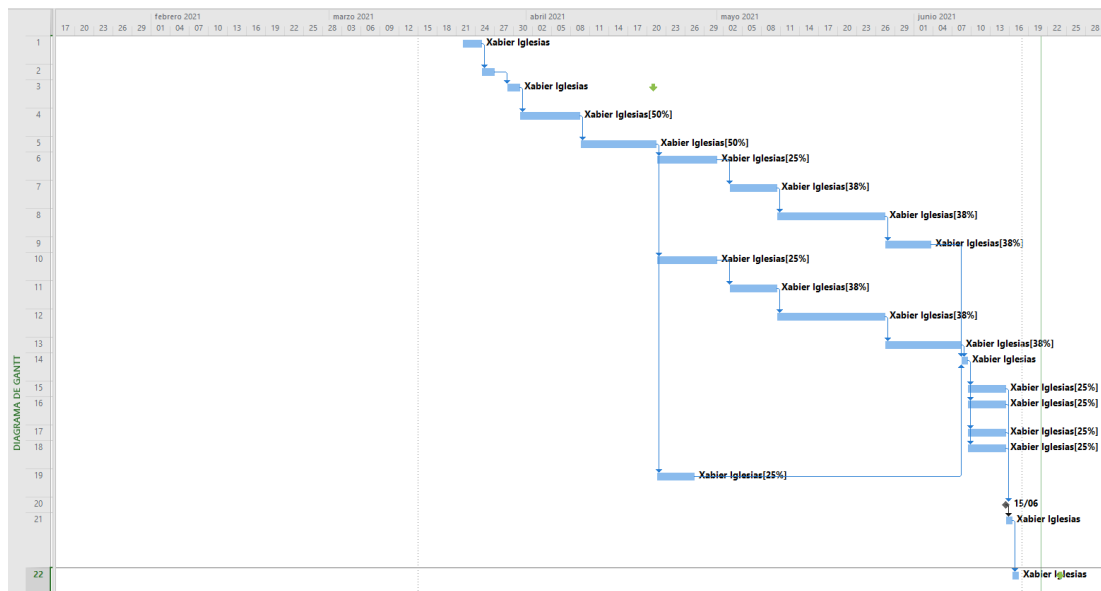 febrero 2021 marzo 2021 abril 2021 mayo 2021 junio 2021
17 20 23 26 29 01 04 07 10 13 16 19 22 25 28 03 06 09 12 15 18 21 24 27 30 02 05 08 11 14 17 20 23 26 29 02 05 08 11 14 17 20 23 26 29 01 04 07 10 13 16 19 22 25 28
1 Xabier Iglesias
2
3 Xabier Iglesias
4 Xabier Iglesias[50%]
5 Xabier Iglesias[50%]
6 Xabier Iglesias[25%]
7 Xabier Iglesias[38%]
8 Xabier Iglesias[38%]
9 Xabier Iglesias[38%]
10 Xabier Iglesias[25%]
11 Xabier Iglesias[38%]
12 Xabier Iglesias[38%]
13 Xabier Iglesias[38%]
14 Xabier Iglesias
15 Xabier Iglesias[25%]
16 Xabier Iglesias[25%]
17 Xabier Iglesias[25%]
18 Xabier Iglesias[25%]
19 Xabier Iglesias[25%]
20 15/06
21 Xabier Iglesias
22 Xabier Iglesias
DIAGRAMA DE GANTT